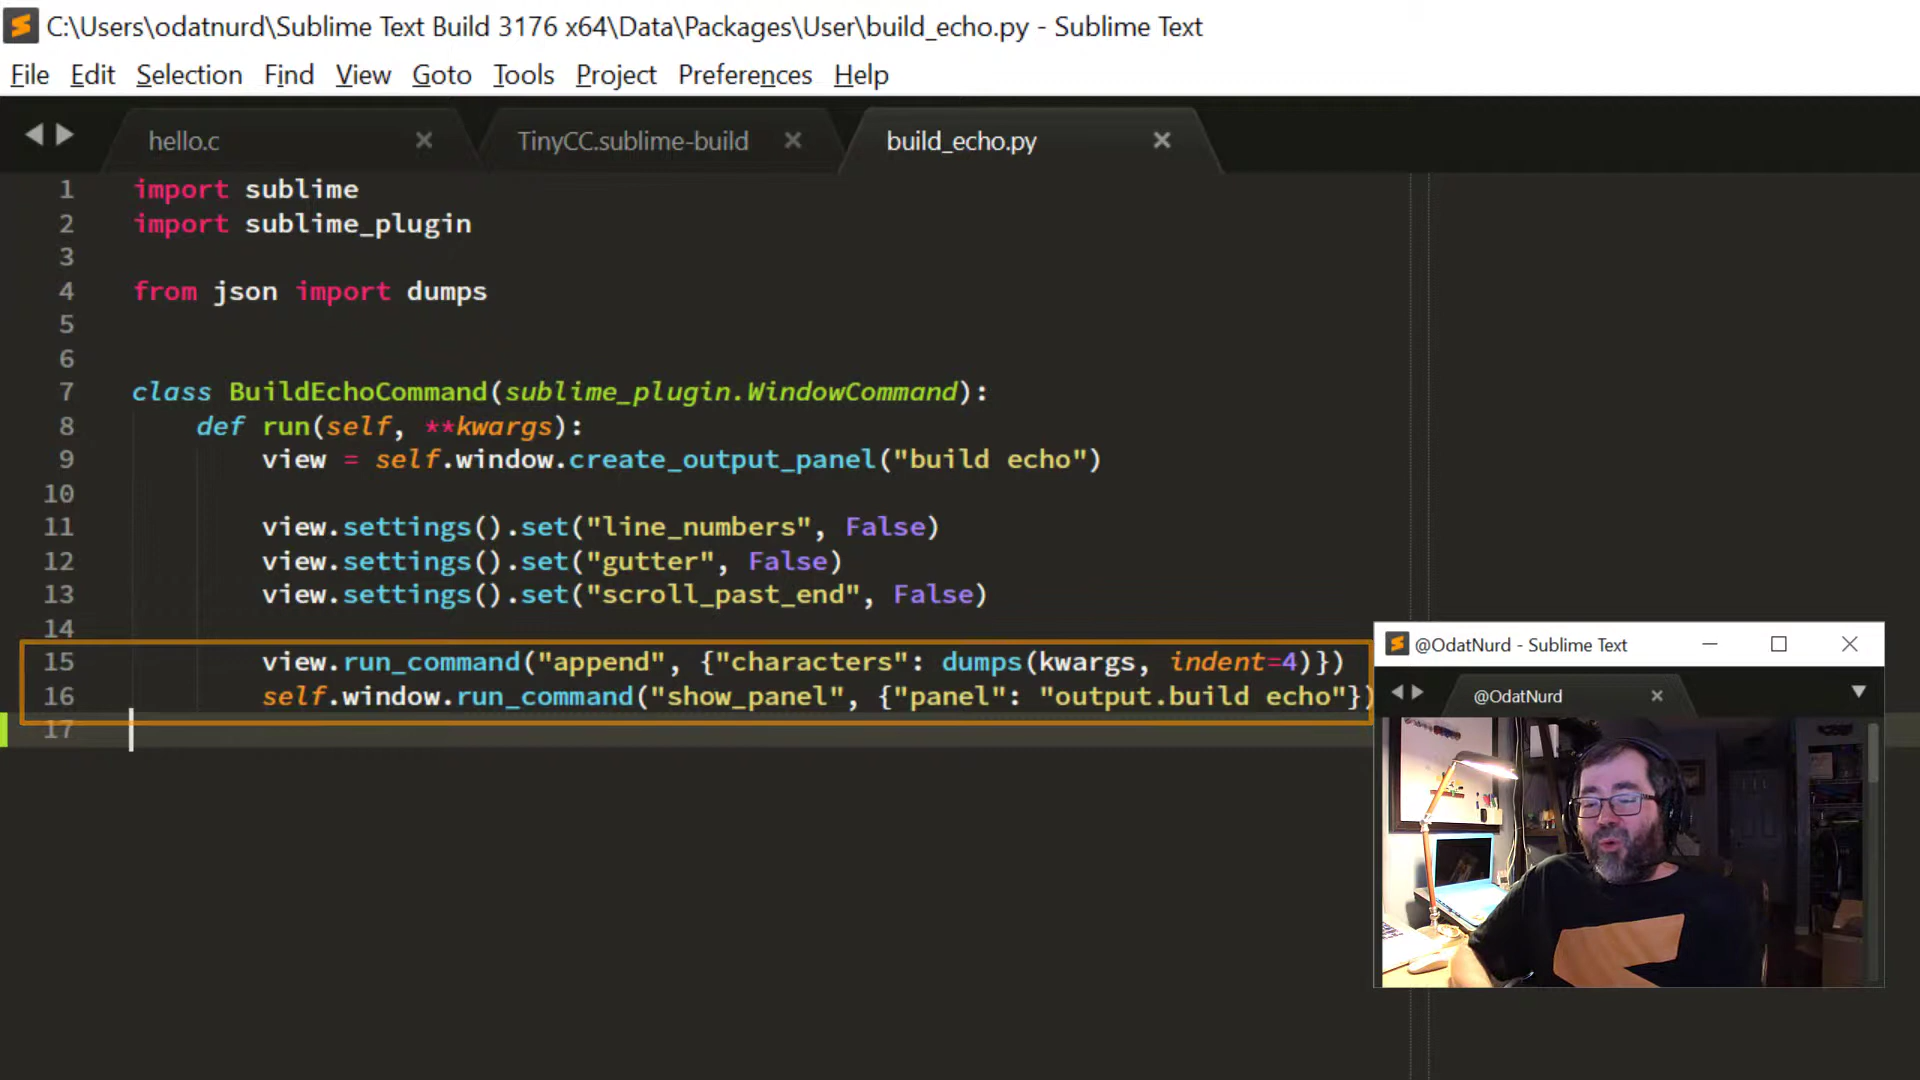 C:\Users\odatnurd\Sublime Text Build 3176 x64\Data\Packages\User\build_echo.py - Sublime Text
File Edit Selection Find View Goto Tools Project Preferences Help
hello.c TinyCC.sublime-build build_echo.py
1 import sublime
2 import sublime_plugin
3
4 from json import dumps
5
6
7 class BuildEchoCommand(sublime_plugin.WindowCommand):
8 def run(self, **kwargs):
9 view = self.window.create_output_panel("build echo")
10
11 view.settings().set("line_numbers", False)
12 view.settings().set("gutter", False)
13 view.settings().set("scroll_past_end", False)
14
15 view.run_command("append", {"characters": dumps(kwargs, indent=4)})
16 self.window.run_command("show_panel", {"panel": "output.build echo"})
17
@OdatNurd - Sublime Text
@OdatNurd